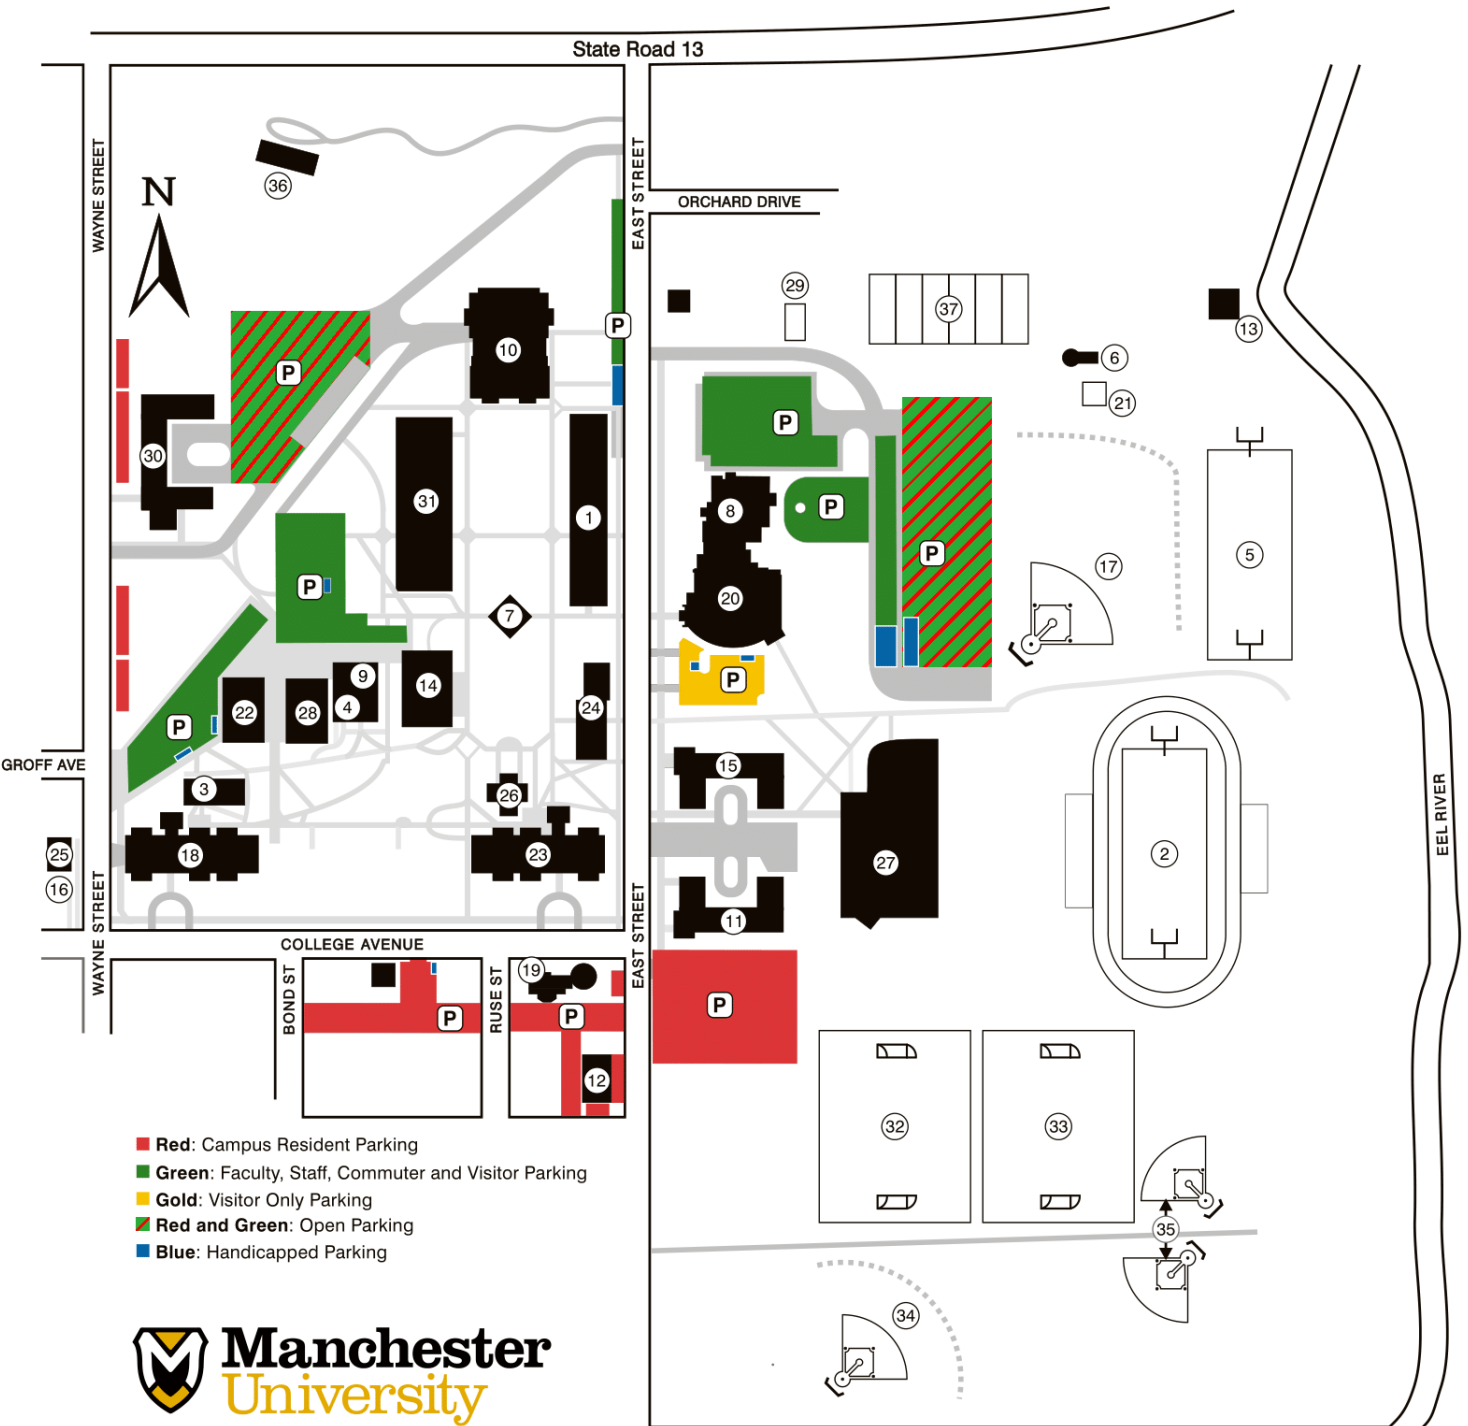 State Road 13
WAYNE STREET
EAST STREET
N
36
ORCHARD DRIVE
29
37
13
P
10
6
P
21
P
30
31
1
8
P
P
5
17
P
7
20
9
14
P
22
28
4
24
P
GROFF AVE
3
26
15
EEL RIVER
25
18
23
27
2
16
WAYNE STREET
EAST STREET
11
COLLEGE AVENUE
BOND ST
RUSE ST
19
P
P
P
12
32
33
35
34
Red: Campus Resident Parking
Green: Faculty, Staff, Commuter and Visitor Parking
Gold: Visitor Only Parking
Red and Green: Open Parking
Blue: Handicapped Parking
Manchester
University